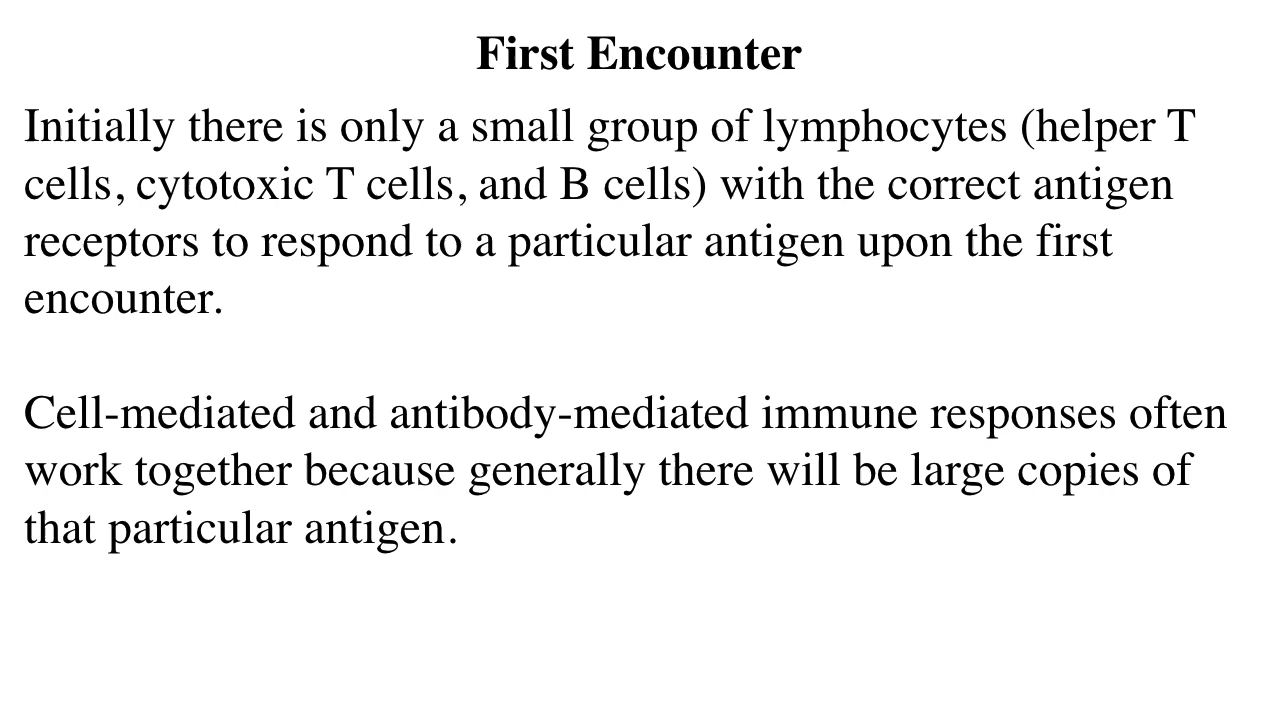 First Encounter
Initially there is only a small group of lymphocytes (helper T
cells, cytotoxic T cells, and B cells) with the correct antigen
receptors to respond to a particular antigen upon the first
encounter.
Cell-mediated and antibody-mediated immune responses often
work together because generally there will be large copies of
that particular antigen.